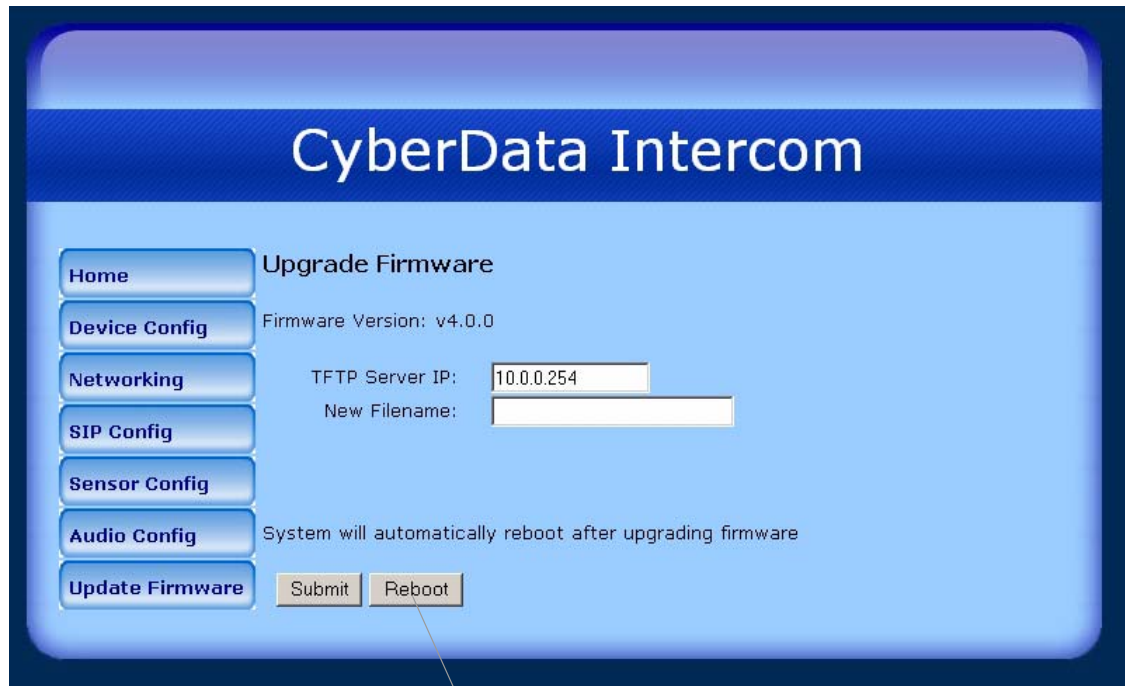 CyberData Intercom
Home
Device Config
Networking
SIP Config
Sensor Config
Audio Config
Update Firmware
Upgrade Firmware
Firmware Version: v4.0.0
TFTP Server IP: 10.0.0.254
New Filename:
System will automatically reboot after upgrading firmware
Submit Reboot